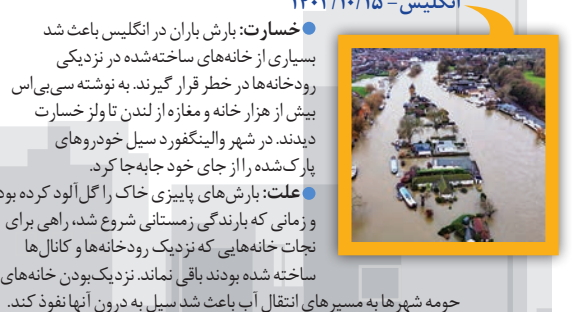 انگلیس- ۱۴۰۲/۱۰/۱۵
خسارت: بارش باران در انگلیس باعث شد
بسیاری از خانه‌های ساخته‌شده در نزدیکی
رودخانه‌ها در خطر قرار گیرند. به نوشته سی‌بی‌اس
بیش از هزار خانه و مغازه از لندن تا ولز خسارت
دیدند. در شهر والینگفورد سیل خودروهای
پارک‌شده را از جای خود جابه‌جا کرد.
علت: بارش‌های پاییزی خاک را گل‌آلود کرده بود
و زمانی که بارندگی زمستانی شروع شد، راهی برای
نجات خانه‌هایی که نزدیک رودخانه‌ها و کانال‌ها
ساخته شده بودند باقی نماند. نزدیک‌بودن خانه‌های
حومه شهرها به مسیرهای انتقال آب باعث شد سیل به درون آنها نفوذ کند.